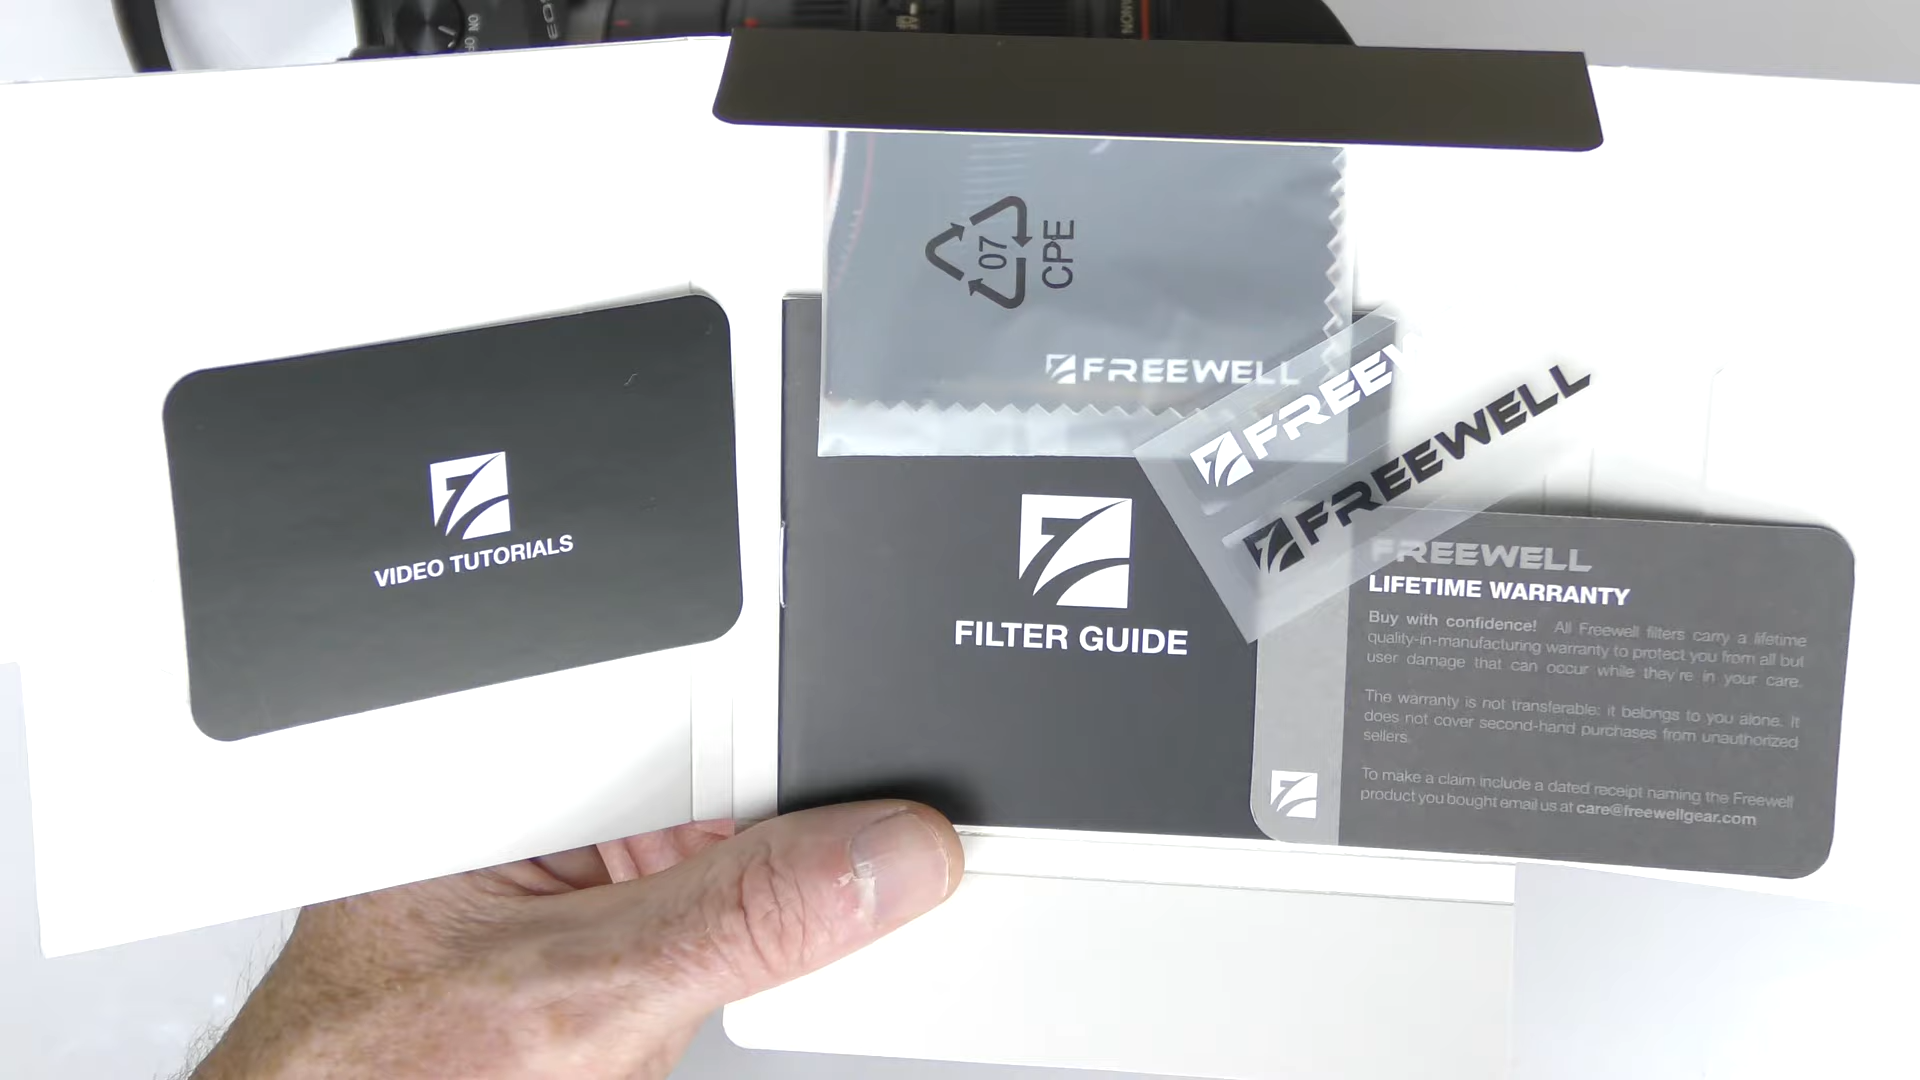 ON
CANON
07
CPE
FREEWELL
FREEW
FREEWELL
VIDEO TUTORIALS
FILTER GUIDE
FREEWELL
LIFETIME WARRANTY
Buy with confidence! All Freewell filters carry a lifetime
quality-in-manufacturing warranty to protect you from all but
user damage that can occur while they're in your care.
The warranty is not transferable: it belongs to you alone. It
does not cover second-hand purchases from unauthorized
sellers.
To make a claim include a dated receipt naming the Freewell
product you bought email us at care@freewellgear.com